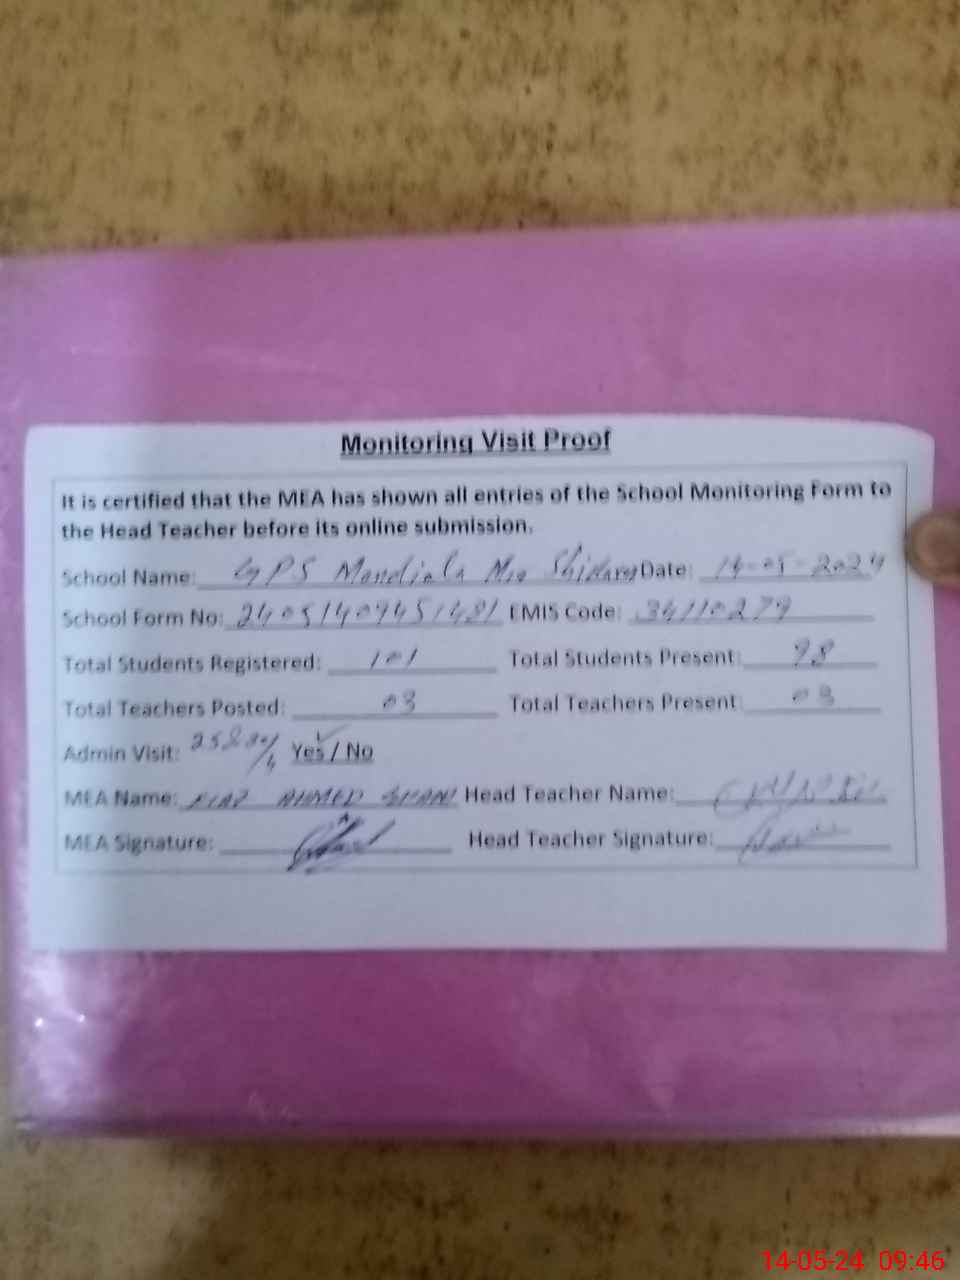 Monitoring Visit Proof
It is certified that the MEA has shown all entries of the School Monitoring Form to
the Head Teacher before its online submission.
School Name: GPS Mandiala Mio Date: 14-05-2024
School Form No: 24051409451481 EMIS Code: 34110279
Total Students Registered: 101 Total Students Present: 98
Total Teachers Posted: 03 Total Teachers Present: 03
Admin Visit: Yes / No
MEA Name: AHMED Head Teacher Name:
MEA Signature: Head Teacher Signature:
14-05-24 09:46